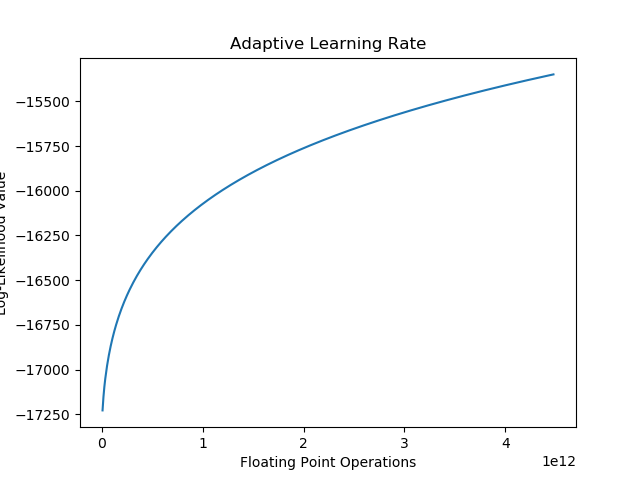 Adaptive Learning Rate
Log-Likelihood Value
−15500
−15750
−16000
−16250
−16500
−16750
−17000
−17250
0 1 2 3 4
1e12
Floating Point Operations